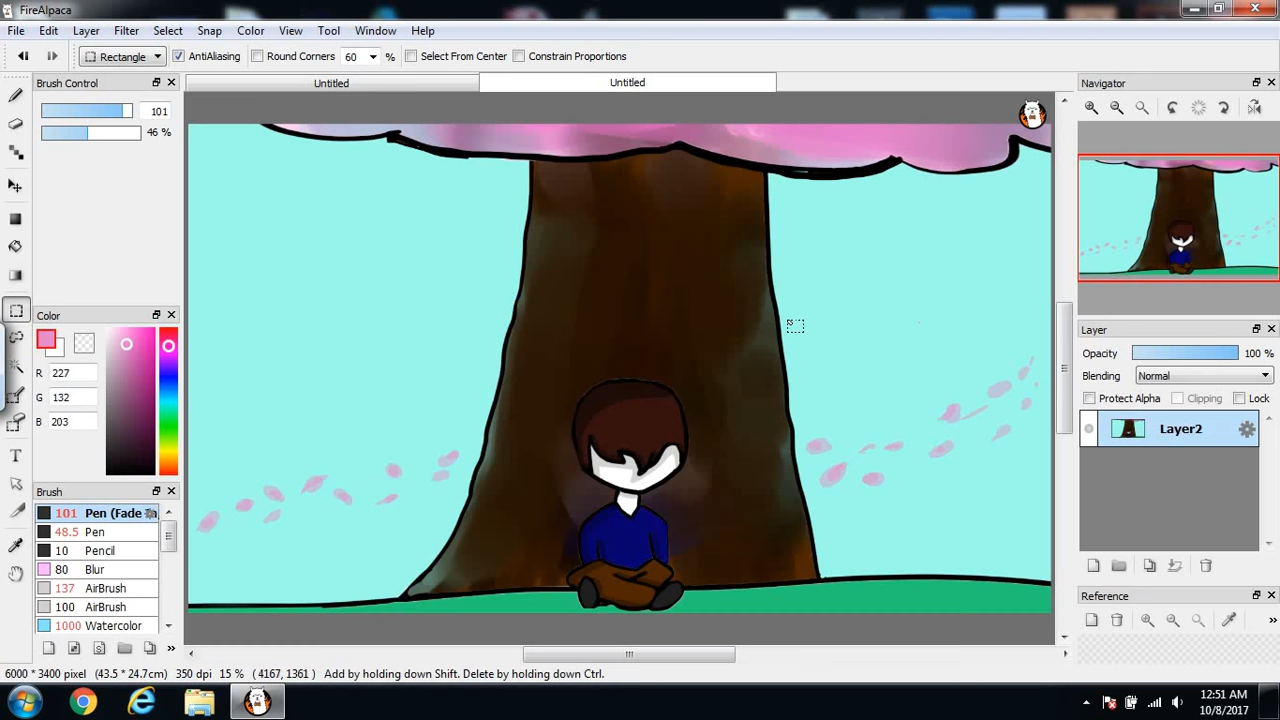 FireAlpaca
File Edit Layer Filter Select Snap Color View Tool Window Help
Rectangle AntiAliasing Round Corners 60 % Select From Center Constrain Proportions
Brush Control
Untitled
Untitled
Navigator
101
46 %
Color
R 227
G 132
B 203
Layer
Opacity 100 %
Blending Normal
Protect Alpha Clipping Lock
Layer2
Brush
101 Pen (Fade
48.5 Pen
10 Pencil
80 Blur
137 AirBrush
100 AirBrush
1000 Watercolor
Reference
6000 * 3400 pixel (43.5 * 24.7cm) 350 dpi 15 % (4167, 1361) Add by holding down Shift. Delete by holding down Ctrl.
12:51 AM
10/8/2017